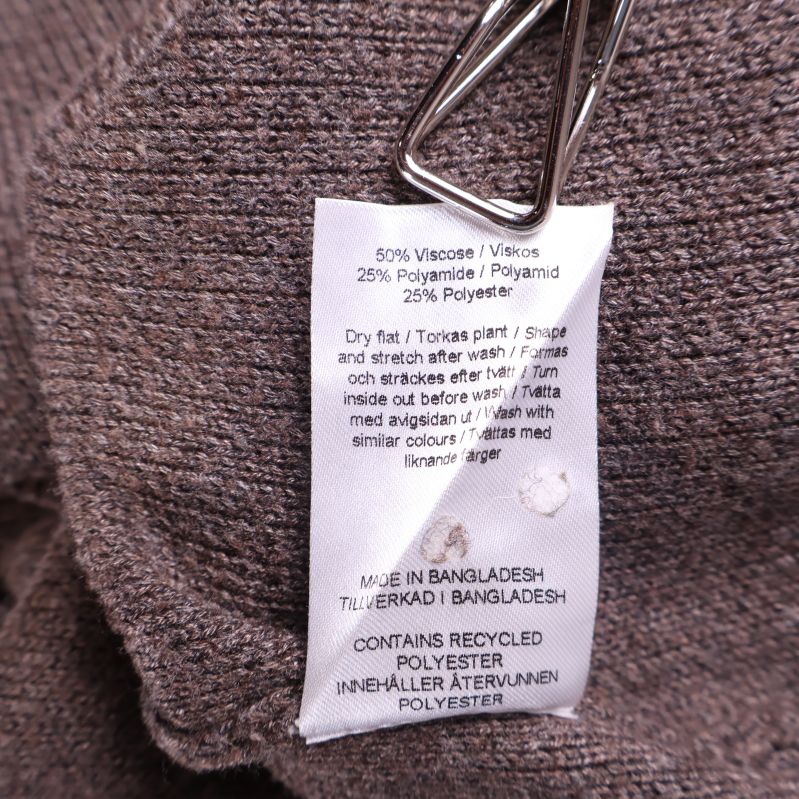 50% Viscose / Viskos
25% Polyamide / Polyamid
25% Polyester
Dry flat / Torkas plant / Shape
and stretch after wash / Formas
och sträckes efter tvätt / Turn
inside out before wash / Tvätta
med avigsidan ut / Wash with
similar colours / Tvättas med
liknande färger
MADE IN BANGLADESH
TILLVERKAD I BANGLADESH
CONTAINS RECYCLED
POLYESTER
INNEHÅLLER ÅTERVUNNEN
POLYESTER